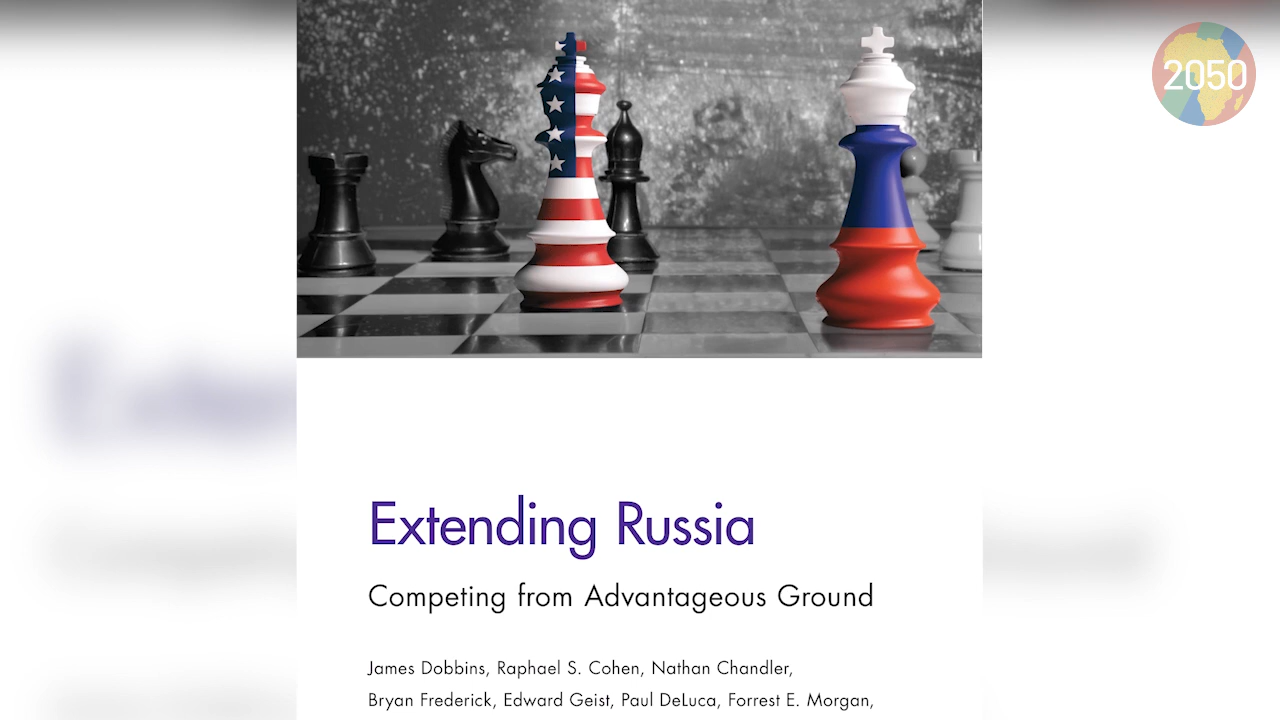 2050
Extending Russia
Competing from Advantageous Ground
James Dobbins, Raphael S. Cohen, Nathan Chandler,
Bryan Frederick, Edward Geist, Paul DeLuca, Forrest E. Morgan,